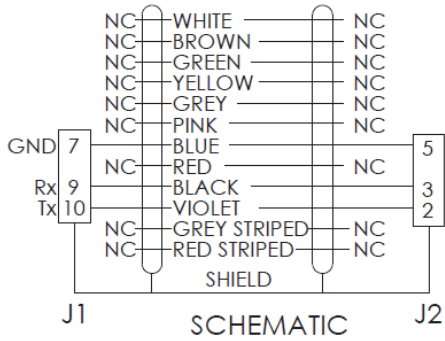 NC WHITE NC
NC BROWN NC
NC GREEN NC
NC YELLOW NC
NC GREY NC
NC PINK NC
GND 7 BLUE 5
NC RED NC
Rx 9 BLACK 3
Tx 10 VIOLET 2
NC GREY STRIPED NC
NC RED STRIPED NC
SHIELD
J1 J2
SCHEMATIC